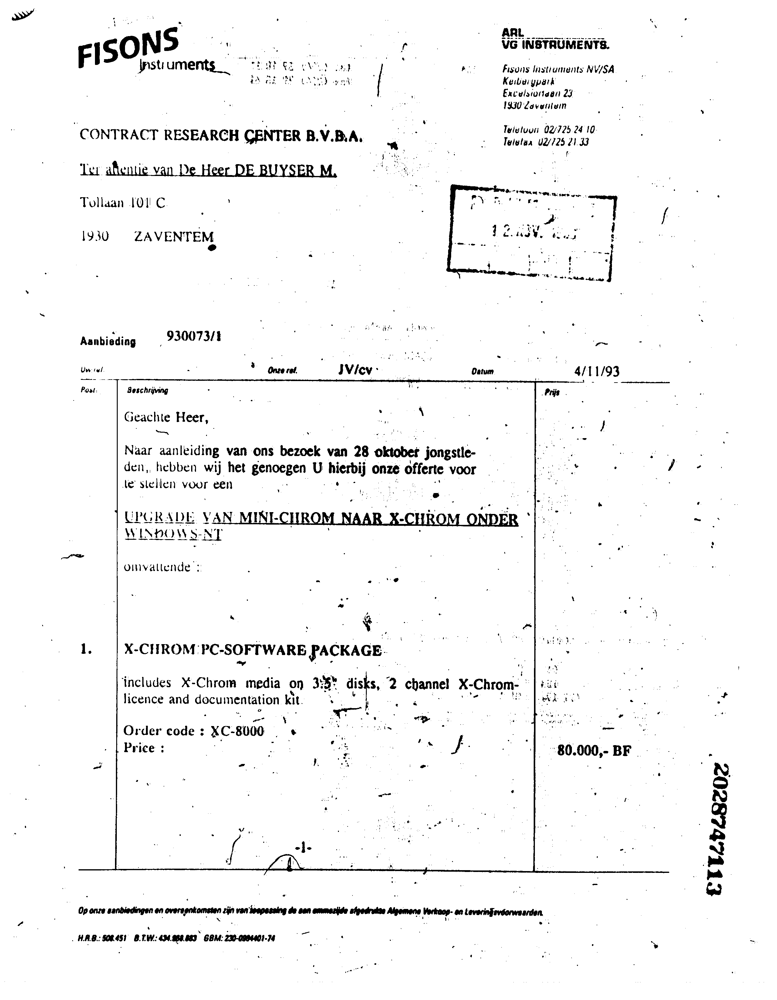 FISONS
Instruments
ARL
VG INSTRUMENTS.
Fisons Instruments NV/SA
Keibergpark
Excelsiorlaan 23
1930 Zaventem
Telefoon 02/725 24 10
Telefax 02/725 21 33
CONTRACT RESEARCH CENTER B.V.B.A.
Ter attentie van De Heer DE BUYSER M.
Tollaan 101 C
1930 ZAVENTEM
12 NOV.
Aanbieding 930073/1
Uw ref. Onze ref. JV/cv Datum 4/11/93
Post. Beschrijving Prijs
Geachte Heer,
Naar aanleiding van ons bezoek van 28 oktober jongstle-
den, hebben wij het genoegen U hierbij onze offerte voor
te stellen voor een
UPGRADE VAN MINI-CHROM NAAR X-CHROM ONDER
WINDOWS-NT
omvattende :
1. X-CHROM PC-SOFTWARE PACKAGE
includes X-Chrom media on 3.5" disks, 2 channel X-Chrom-
licence and documentation kit
Order code : XC-8000
Price : 80.000,- BF
-1-
2028747113
Op onze aanbiedingen en overeenkomsten zijn van toepassing de aan ommezijde afgedrukte Algemene Verkoop- en Leveringsvoorwaarden.
H.R.B.: 508.451 B.T.W.: 434.868.883 GBM: 230-0984401-74